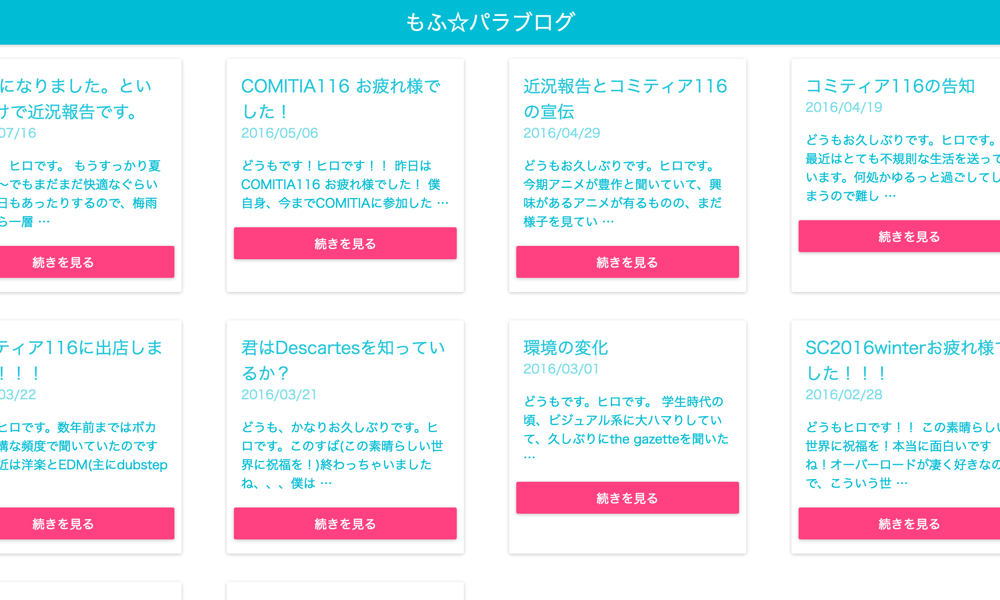 もふ☆パラブログ
になりました。とい
けで近況報告です。
07/16
ヒロです。 もうすっかり夏
〜でもまだまだ快適なぐらい
日もあったりするので、梅雨
ら一層 …
続きを見る
COMITIA116 お疲れ様で
した！
2016/05/06
どうもです！ヒロです！！ 昨日は
COMITIA116 お疲れ様でした！ 僕
自身、今までCOMITIAに参加した …
続きを見る
近況報告とコミティア116
の宣伝
2016/04/29
どうもお久しぶりです。ヒロです。
今期アニメが豊作と聞いていて、興
味があるアニメが有るものの、まだ
様子を見てい …
続きを見る
コミティア116の告知
2016/04/19
どうもお久しぶりです。ヒロです。
最近はとても不規則な生活を送って
います。何処かゆるっと過ごしてし
まうので難し …
続きを見る
ティア116に出店しま
！！！
03/22
ヒロです。数年前まではボカ
構な頻度で聞いていたのです
近は洋楽とEDM(主にdubstep
続きを見る
君はDescartesを知ってい
るか？
2016/03/21
どうも、かなりお久しぶりです。ヒ
ロです。このすば(この素晴らしい世
界に祝福を！)終わっちゃいました
ね、、、僕は …
続きを見る
環境の変化
2016/03/01
どうもです。ヒロです。 学生時代の
頃、ビジュアル系に大ハマりしてい
て、久しぶりにthe gazetteを聞いた
…
続きを見る
SC2016winterお疲れ様で
した！！！
2016/02/28
どうもヒロです！！ この素晴らしい
世界に祝福を！本当に面白いです
ね！オーバーロードが凄く好きなの
で、こういう世 …
続きを見る